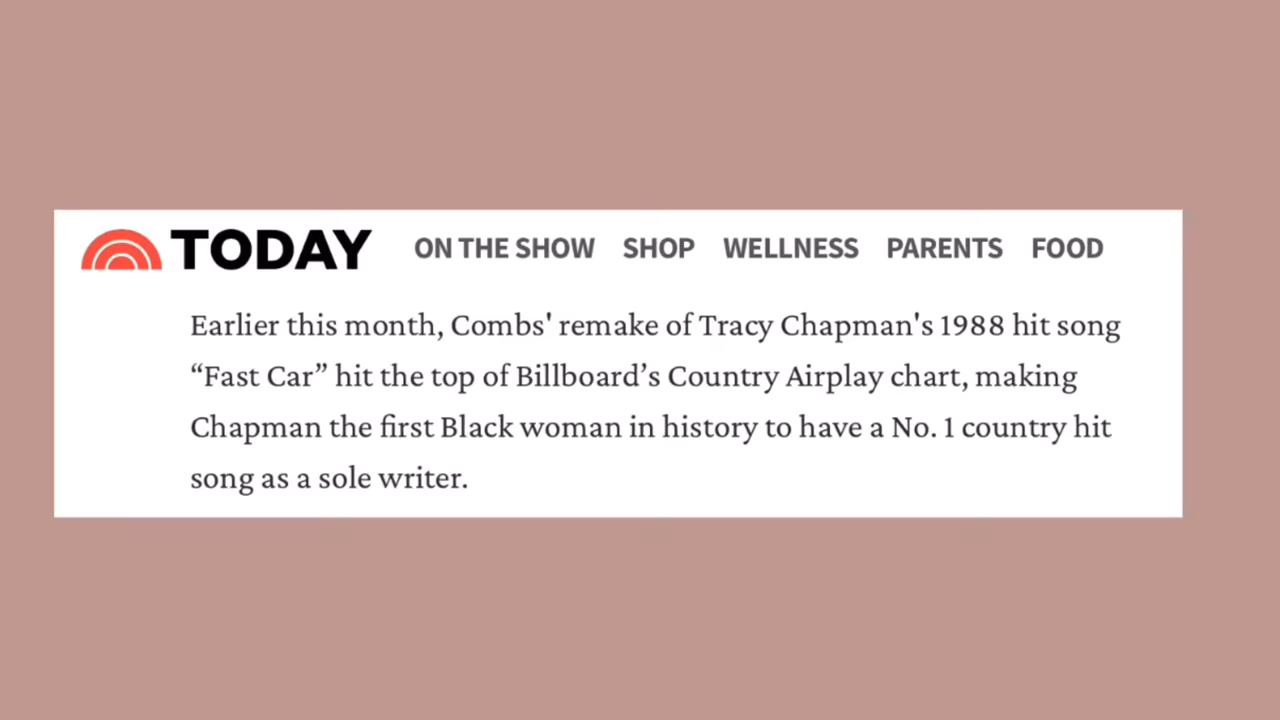 TODAY ON THE SHOW SHOP WELLNESS PARENTS FOOD
Earlier this month, Combs' remake of Tracy Chapman's 1988 hit song
“Fast Car” hit the top of Billboard’s Country Airplay chart, making
Chapman the first Black woman in history to have a No. 1 country hit
song as a sole writer.